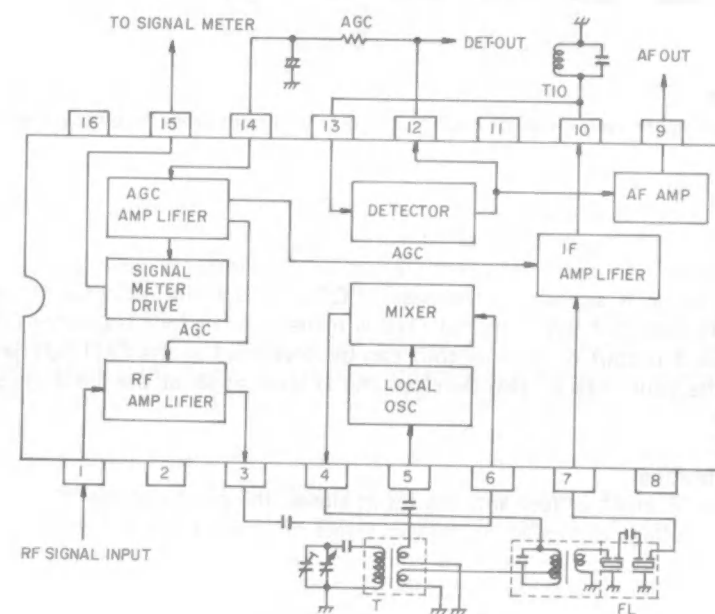 TO SIGNAL METER
AGC
DET-OUT
AF OUT
T10
16
15
14
13
12
11
10
9
AGC
AMPLIFIER
DETECTOR
AF AMP
AGC
IF
AMPLIFIER
SIGNAL
METER
DRIVE
MIXER
AGC
RF
AMPLIFIER
LOCAL
OSC
1
2
3
4
5
6
7
8
RF SIGNAL INPUT
T
FL